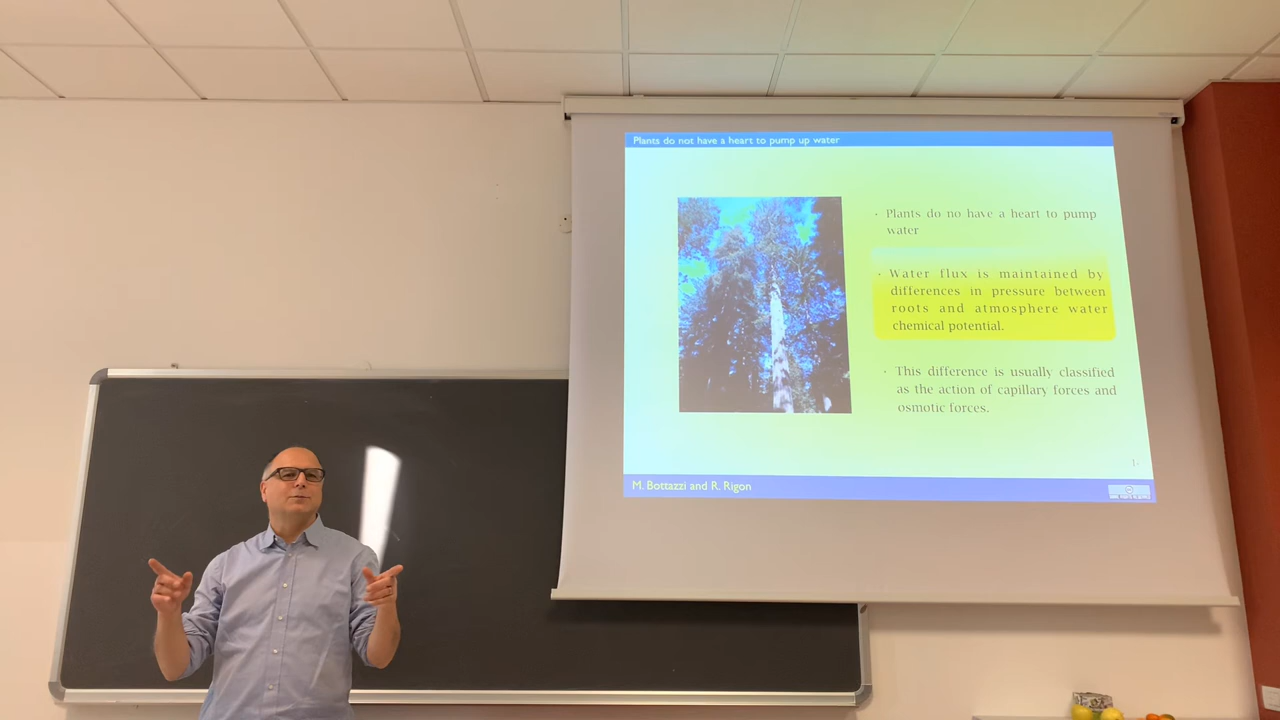 Plants do not have a heart to pump up water
· Plants do no have a heart to pump
water
· Water flux is maintained by
differences in pressure between
roots and atmosphere water
chemical potential.
· This difference is usually classified
as the action of capillary forces and
osmotic forces.
M. Bottazzi and R. Rigon